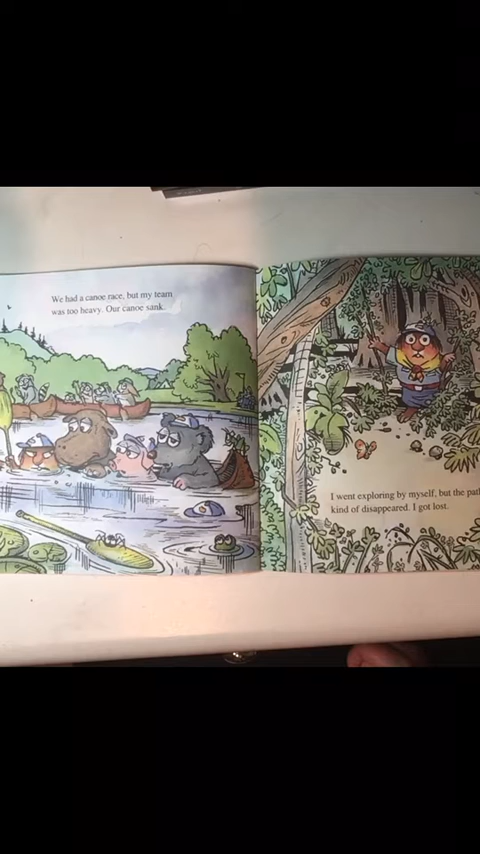 We had a canoe race, but my team
was too heavy. Our canoe sank.
I went exploring by myself, but the
kind of disappeared. I got lost.